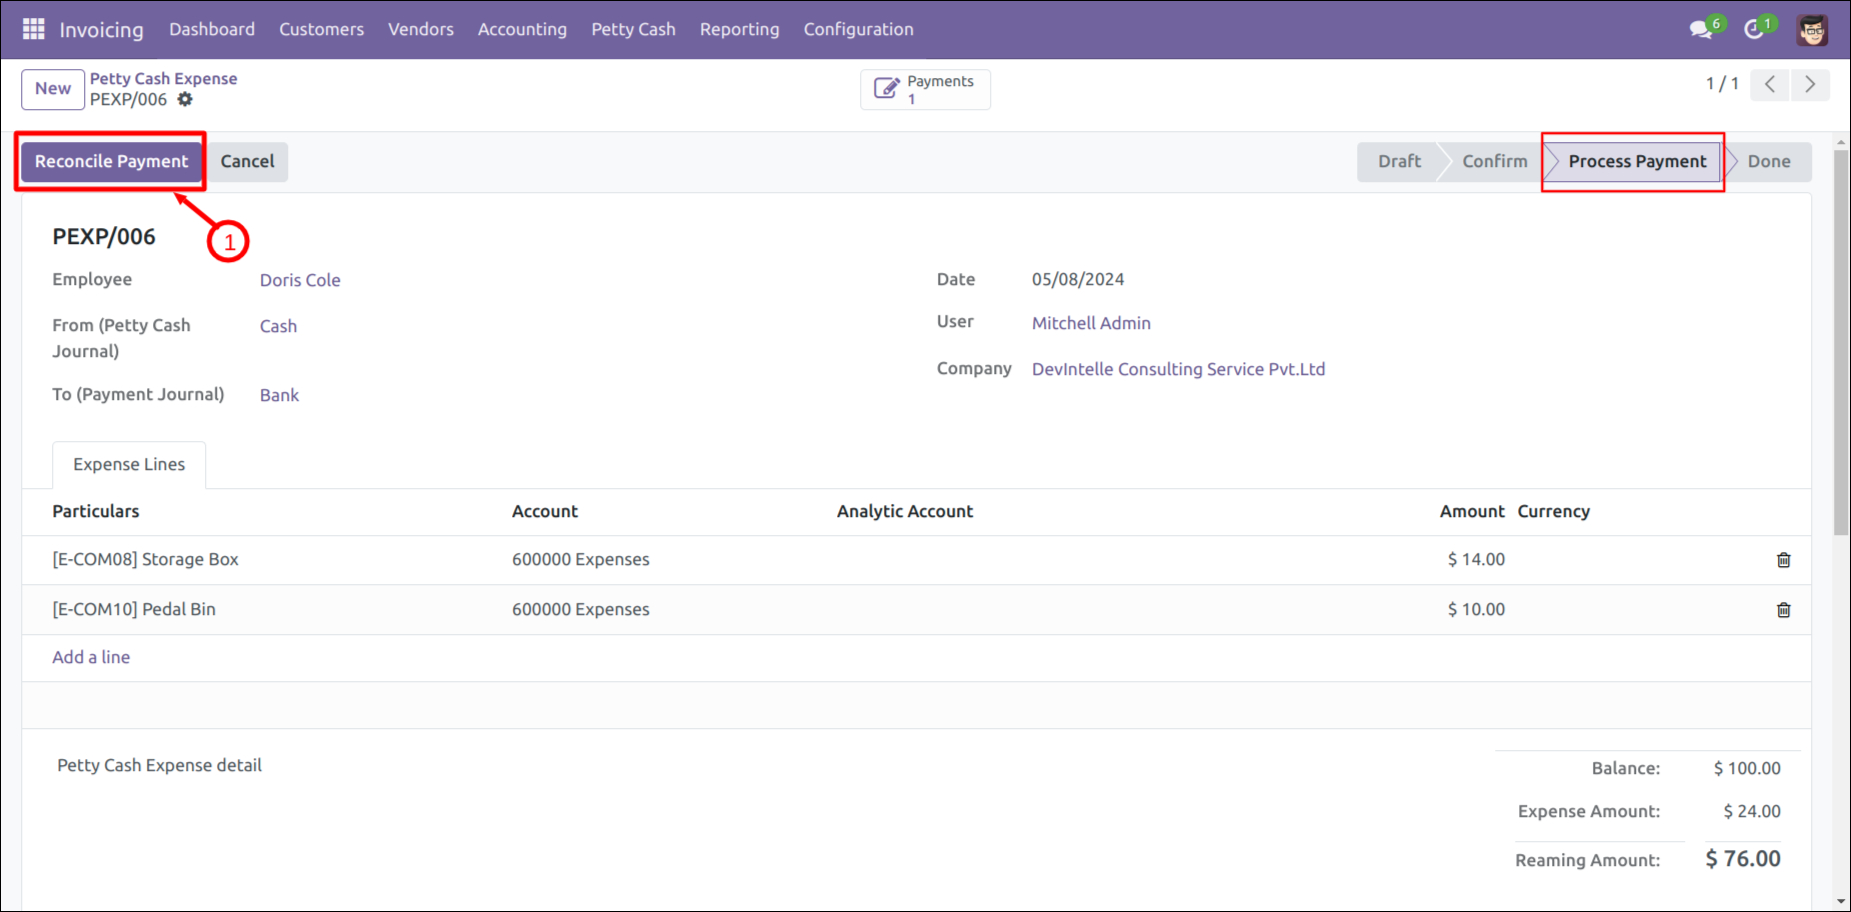 Invoicing Dashboard Customers Vendors Accounting Petty Cash Reporting Configuration 6 1
New Petty Cash Expense
PEXP/006
Payments
1
1 / 1
Reconcile Payment Cancel Draft Confirm Process Payment Done
1
PEXP/006
Employee Doris Cole Date 05/08/2024
From (Petty Cash Journal) Cash User Mitchell Admin
Company DevIntelle Consulting Service Pvt.Ltd
To (Payment Journal) Bank
Expense Lines
Particulars Account Analytic Account Amount Currency
[E-COM08] Storage Box 600000 Expenses $ 14.00
[E-COM10] Pedal Bin 600000 Expenses $ 10.00
Add a line
Petty Cash Expense detail
Balance: $ 100.00
Expense Amount: $ 24.00
Reaming Amount: $ 76.00